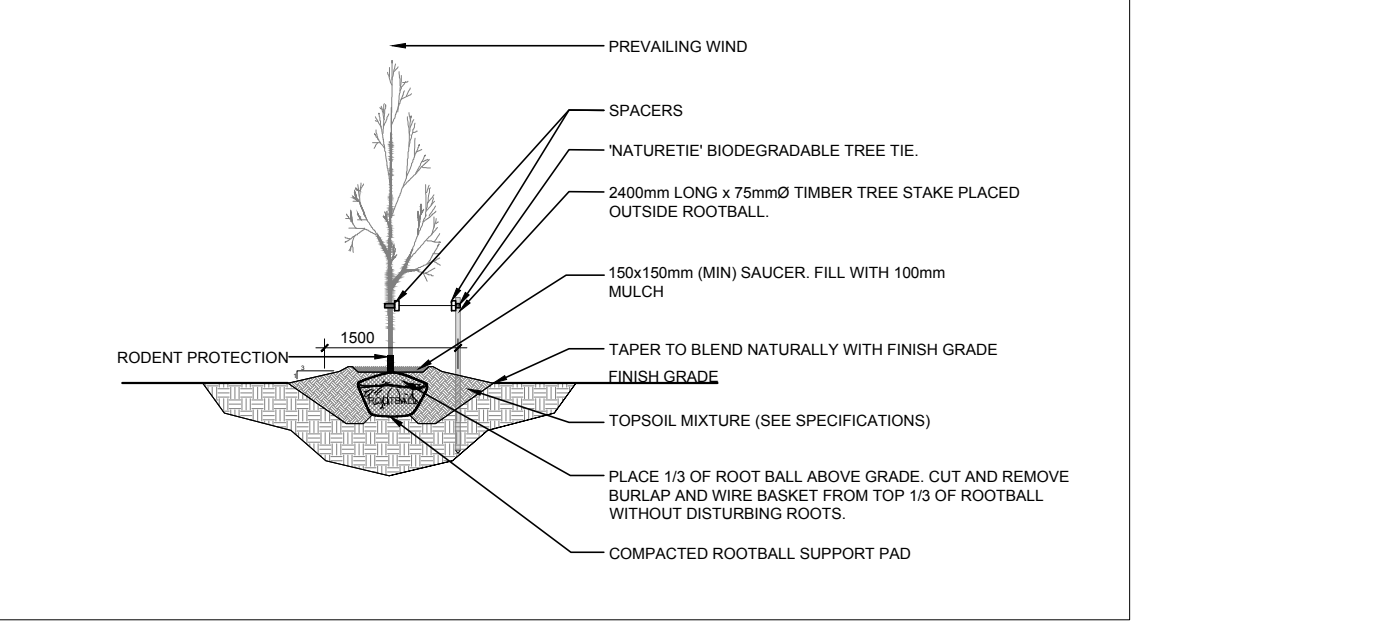 PREVAILING WIND
SPACERS
'NATURETIE' BIODEGRADABLE TREE TIE.
2400mm LONG x 75mmØ TIMBER TREE STAKE PLACED
OUTSIDE ROOTBALL.
150x150mm (MIN) SAUCER. FILL WITH 100mm
MULCH
1500
RODENT PROTECTION
TAPER TO BLEND NATURALLY WITH FINISH GRADE
FINISH GRADE
ROOTBALL
TOPSOIL MIXTURE (SEE SPECIFICATIONS)
PLACE 1/3 OF ROOT BALL ABOVE GRADE. CUT AND REMOVE
BURLAP AND WIRE BASKET FROM TOP 1/3 OF ROOTBALL
WITHOUT DISTURBING ROOTS.
COMPACTED ROOTBALL SUPPORT PAD